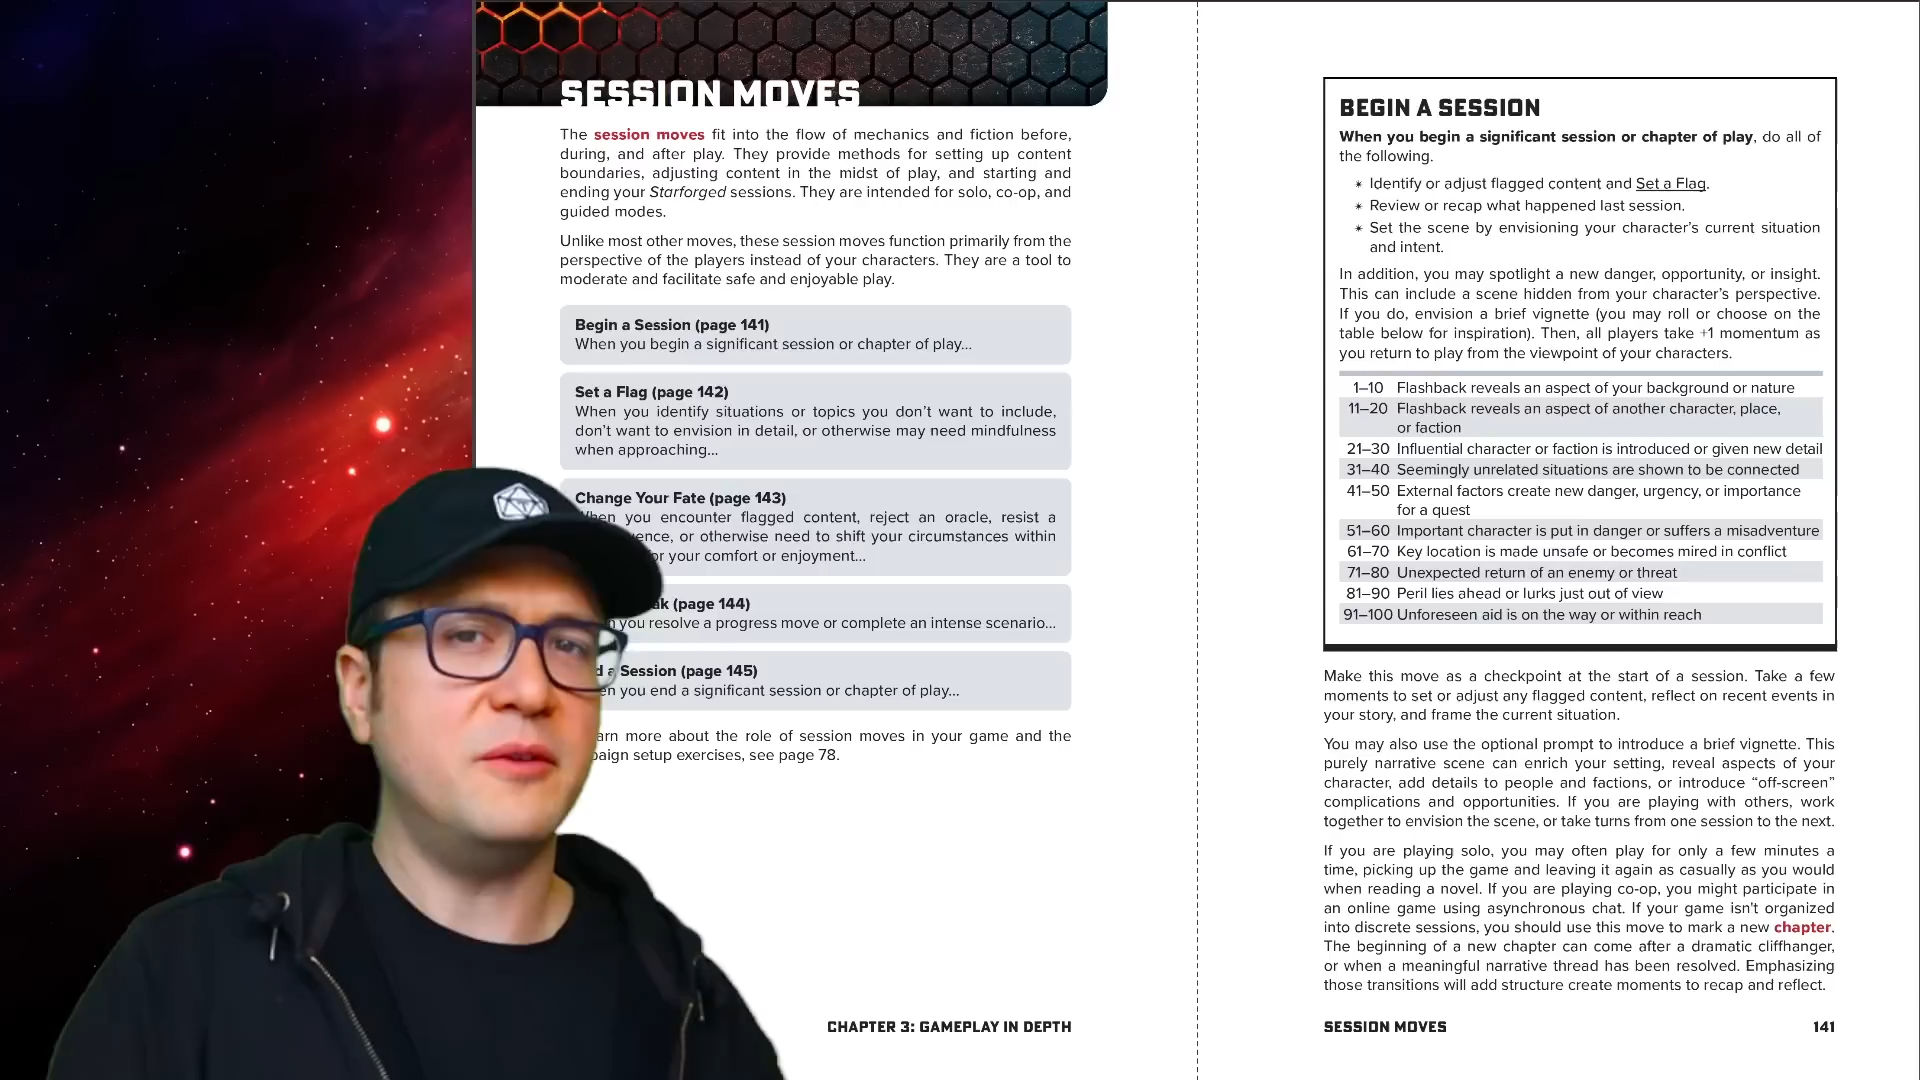 SESSION MOVES
The session moves fit into the flow of mechanics and fiction before,
during, and after play. They provide methods for setting up content
boundaries, adjusting content in the midst of play, and starting and
ending your Starforged sessions. They are intended for solo, co-op, and
guided modes.
Unlike most other moves, these session moves function primarily from the
perspective of the players instead of your characters. They are a tool to
moderate and facilitate safe and enjoyable play.
Begin a Session (page 141)
When you begin a significant session or chapter of play...
Set a Flag (page 142)
When you identify situations or topics you don't want to include,
don't want to envision in detail, or otherwise may need mindfulness
when approaching...
Change Your Fate (page 143)
When you encounter flagged content, reject an oracle, resist a
or otherwise need to shift your circumstances within
your comfort or enjoyment...
(page 144)
you resolve a progress move or complete an intense scenario...
a Session (page 145)
you end a significant session or chapter of play...
more about the role of session moves in your game and the
setup exercises, see page 78.
CHAPTER 3: GAMEPLAY IN DEPTH
BEGIN A SESSION
When you begin a significant session or chapter of play, do all of
the following.
✴ Identify or adjust flagged content and Set a Flag.
✴ Review or recap what happened last session.
✴ Set the scene by envisioning your character's current situation
and intent.
In addition, you may spotlight a new danger, opportunity, or insight.
This can include a scene hidden from your character's perspective.
If you do, envision a brief vignette (you may roll or choose on the
table below for inspiration). Then, all players take +1 momentum as
you return to play from the viewpoint of your characters.
1–10 Flashback reveals an aspect of your background or nature
11–20 Flashback reveals an aspect of another character, place,
or faction
21–30 Influential character or faction is introduced or given new detail
31–40 Seemingly unrelated situations are shown to be connected
41–50 External factors create new danger, urgency, or importance
for a quest
51–60 Important character is put in danger or suffers a misadventure
61–70 Key location is made unsafe or becomes mired in conflict
71–80 Unexpected return of an enemy or threat
81–90 Peril lies ahead or lurks just out of view
91–100 Unforeseen aid is on the way or within reach
Make this move as a checkpoint at the start of a session. Take a few
moments to set or adjust any flagged content, reflect on recent events in
your story, and frame the current situation.
You may also use the optional prompt to introduce a brief vignette. This
purely narrative scene can enrich your setting, reveal aspects of your
character, add details to people and factions, or introduce “off-screen”
complications and opportunities. If you are playing with others, work
together to envision the scene, or take turns from one session to the next.
If you are playing solo, you may often play for only a few minutes a
time, picking up the game and leaving it again as casually as you would
when reading a novel. If you are playing co-op, you might participate in
an online game using asynchronous chat. If your game isn't organized
into discrete sessions, you should use this move to mark a new chapter.
The beginning of a new chapter can come after a dramatic cliffhanger,
or when a meaningful narrative thread has been resolved. Emphasizing
those transitions will add structure create moments to recap and reflect.
SESSION MOVES
141